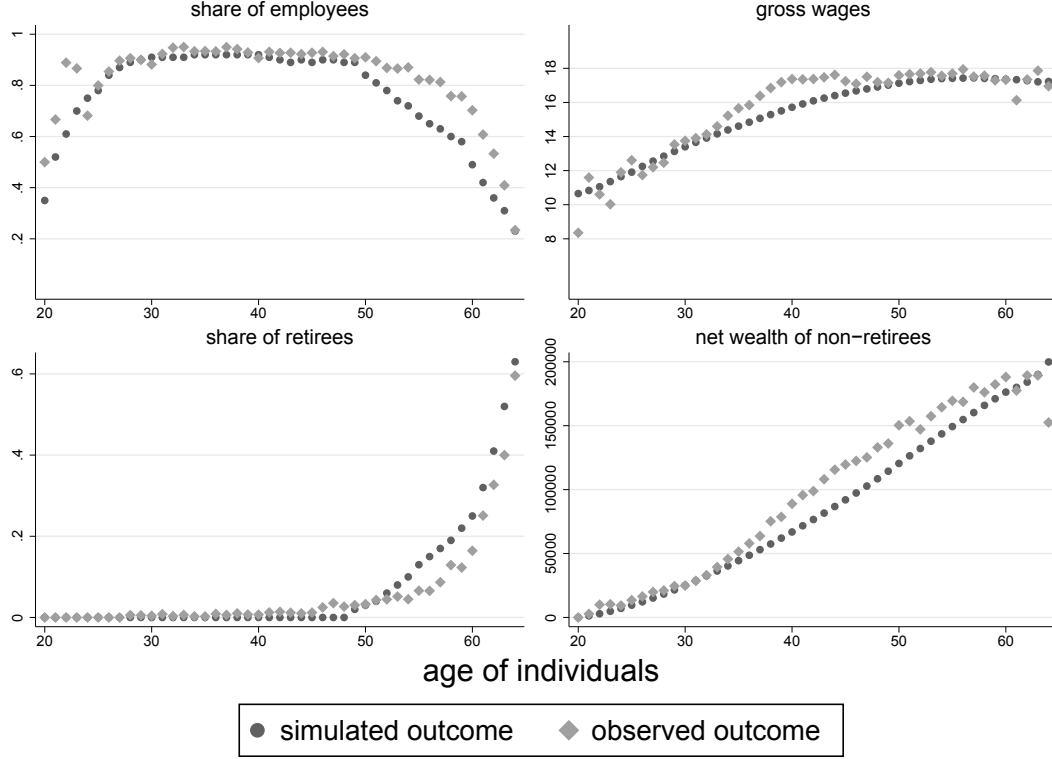 share of employees
gross wages
1
.8
.6
.4
.2
20 30 40 50 60
18
16
14
12
10
8
20 30 40 50 60
share of retirees
net wealth of non−retirees
.6
.4
.2
0
20 30 40 50 60
200000
150000
100000
50000
0
20 30 40 50 60
age of individuals
simulated outcome observed outcome